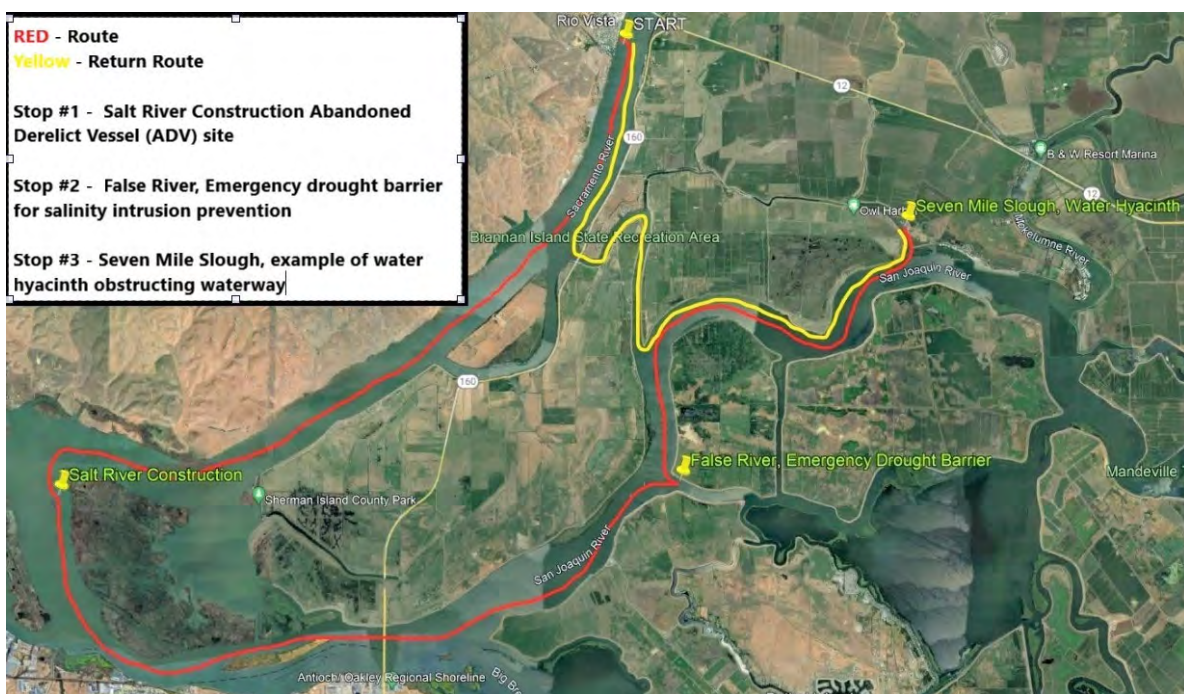 RED - Route
Yellow - Return Route
Stop #1 - Salt River Construction Abandoned
Derelict Vessel (ADV) site
Stop #2 - False River, Emergency drought barrier
for salinity intrusion prevention
Stop #3 - Seven Mile Slough, example of water
hyacinth obstructing waterway
Rio Vista
START
12
160
Sacramento River
B & W Resort Marina
12
Owl Harb
Seven Mile Slough, Water Hyacinth
Mokelumne River
Brannan Island State Recreation Area
San Joaquin River
160
False River, Emergency Drought Barrier
Salt River Construction
Mandeville
Sherman Island County Park
San Joaquin River
Antioch/Oakley Regional Shoreline
Big Bre